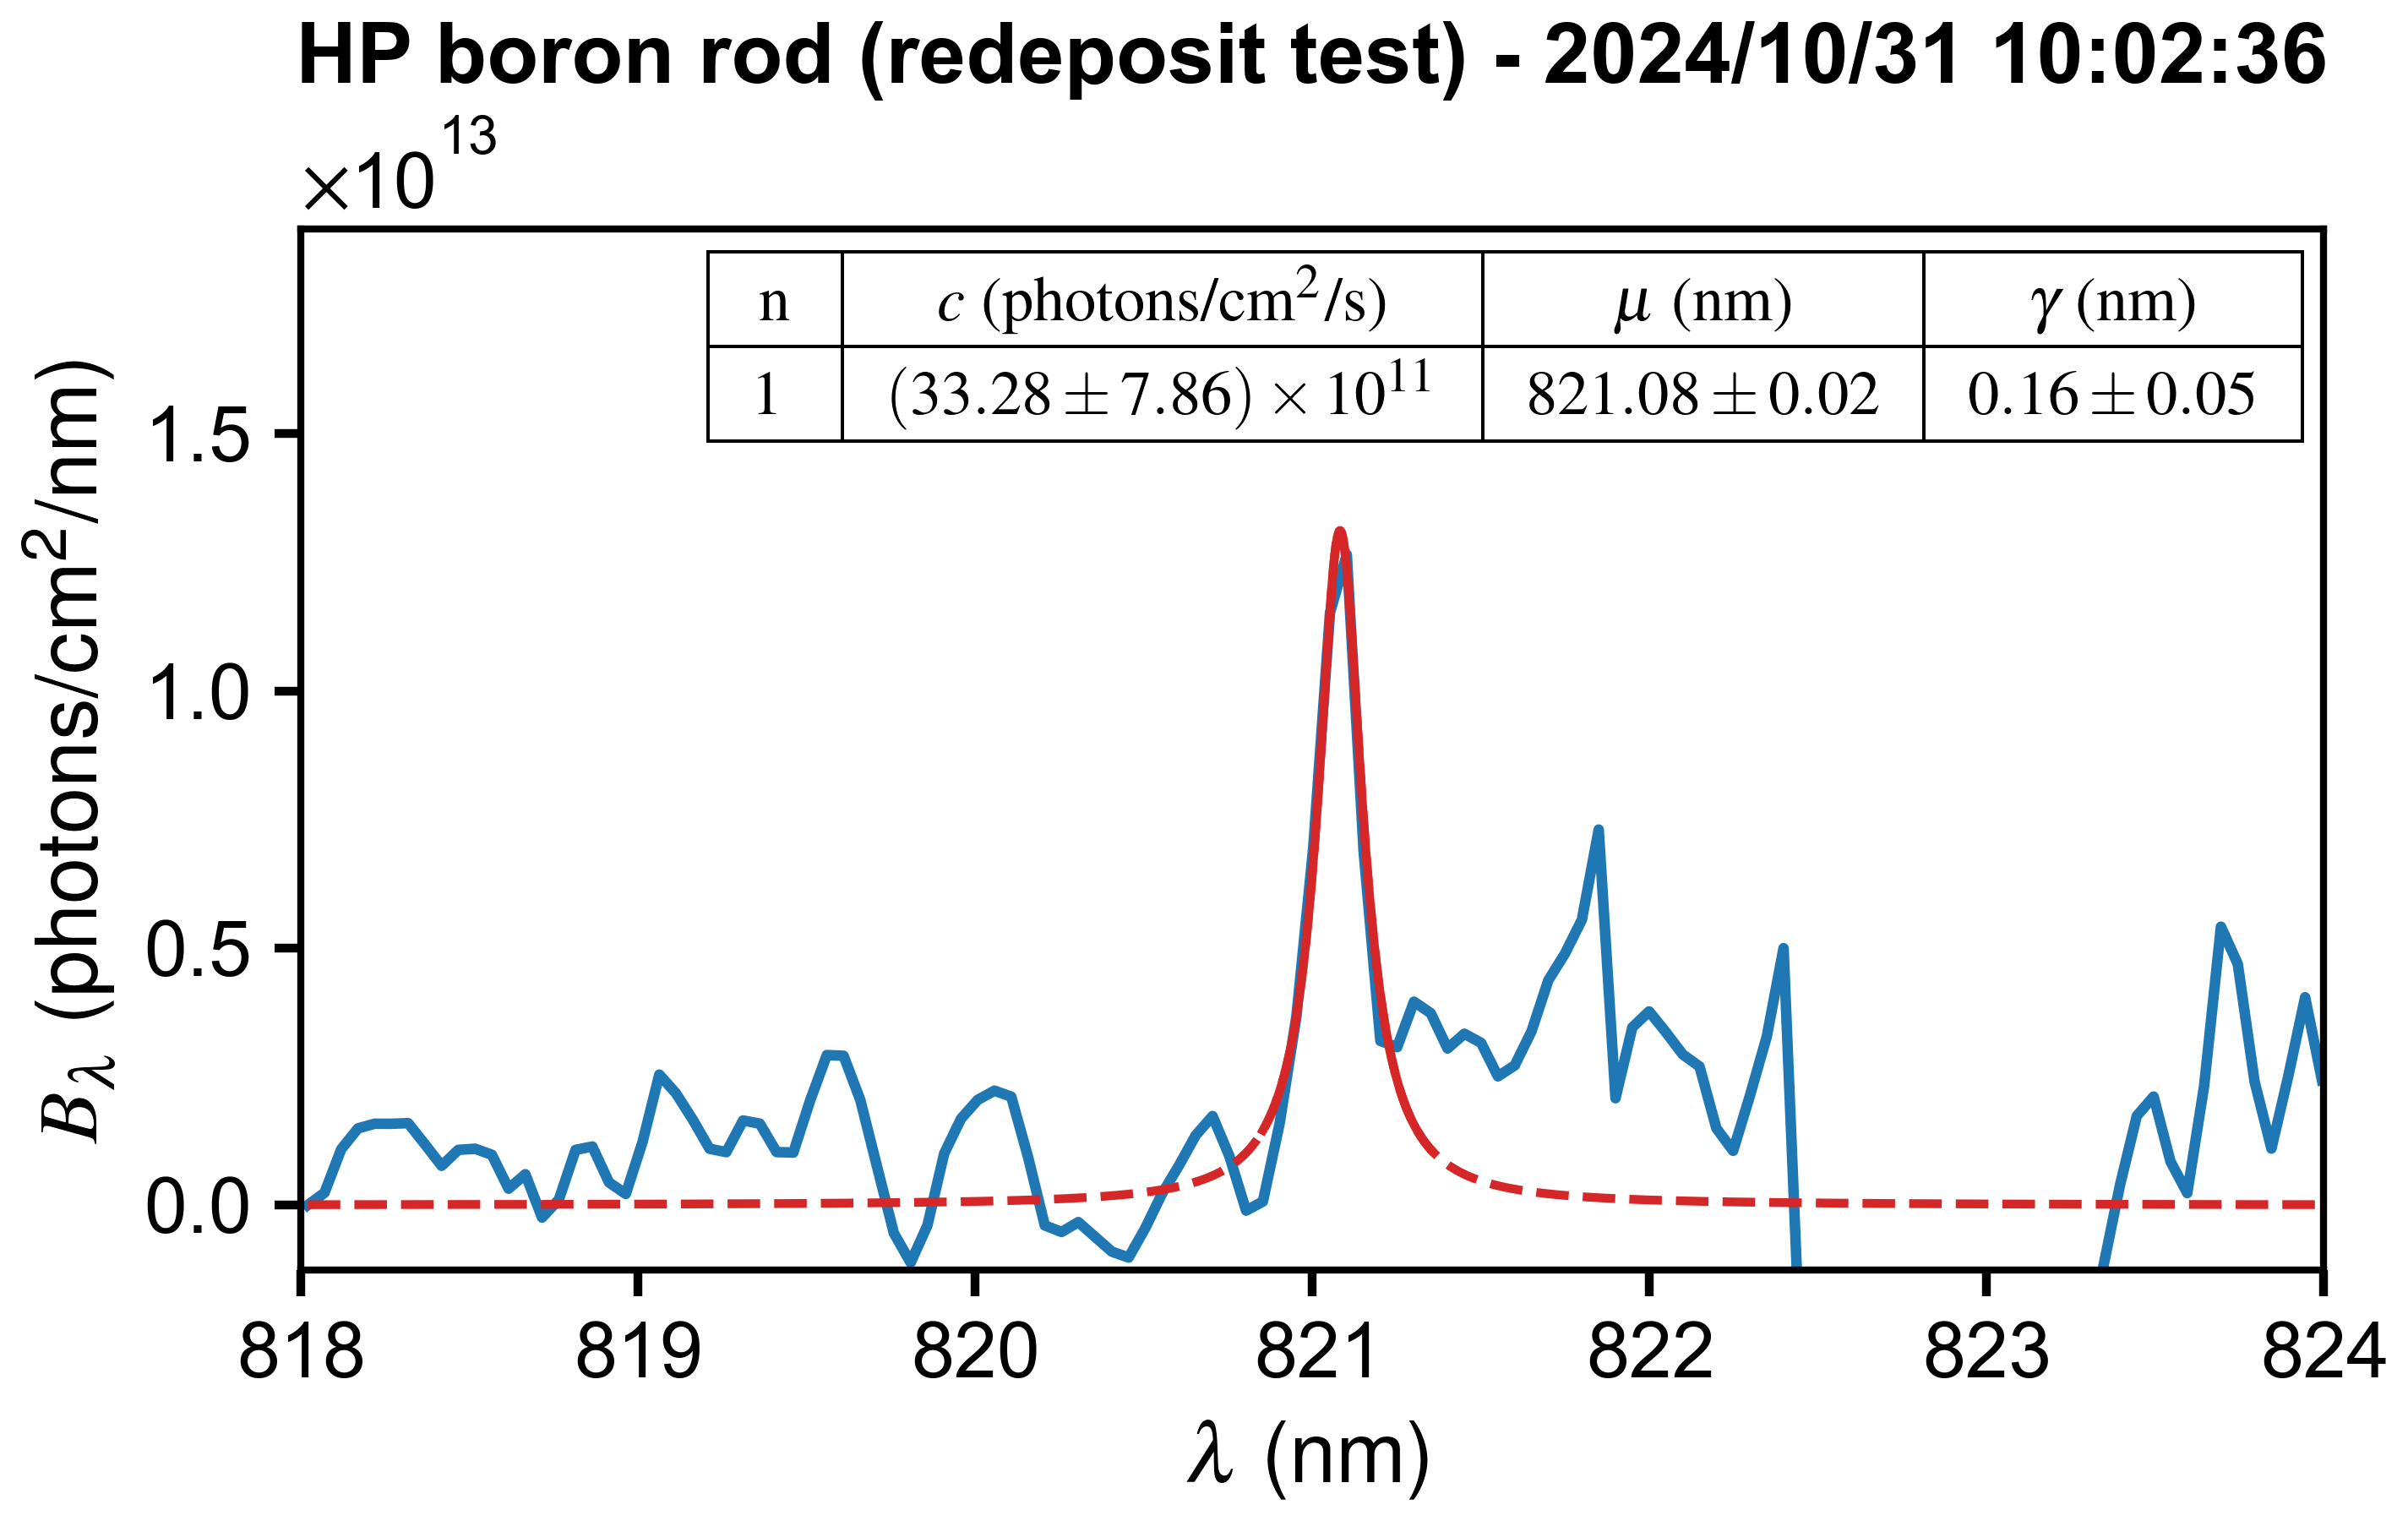 HP boron rod (redeposit test) - 2024/10/31 10:02:36
×10¹³
n c (photons/cm²/s) μ (nm) γ (nm)
1 (33.28 ± 7.86) × 10¹¹ 821.08 ± 0.02 0.16 ± 0.05
1.5
1.0
0.5
0.0
B_λ (photons/cm²/nm)
818 819 820 821 822 823 824
λ (nm)